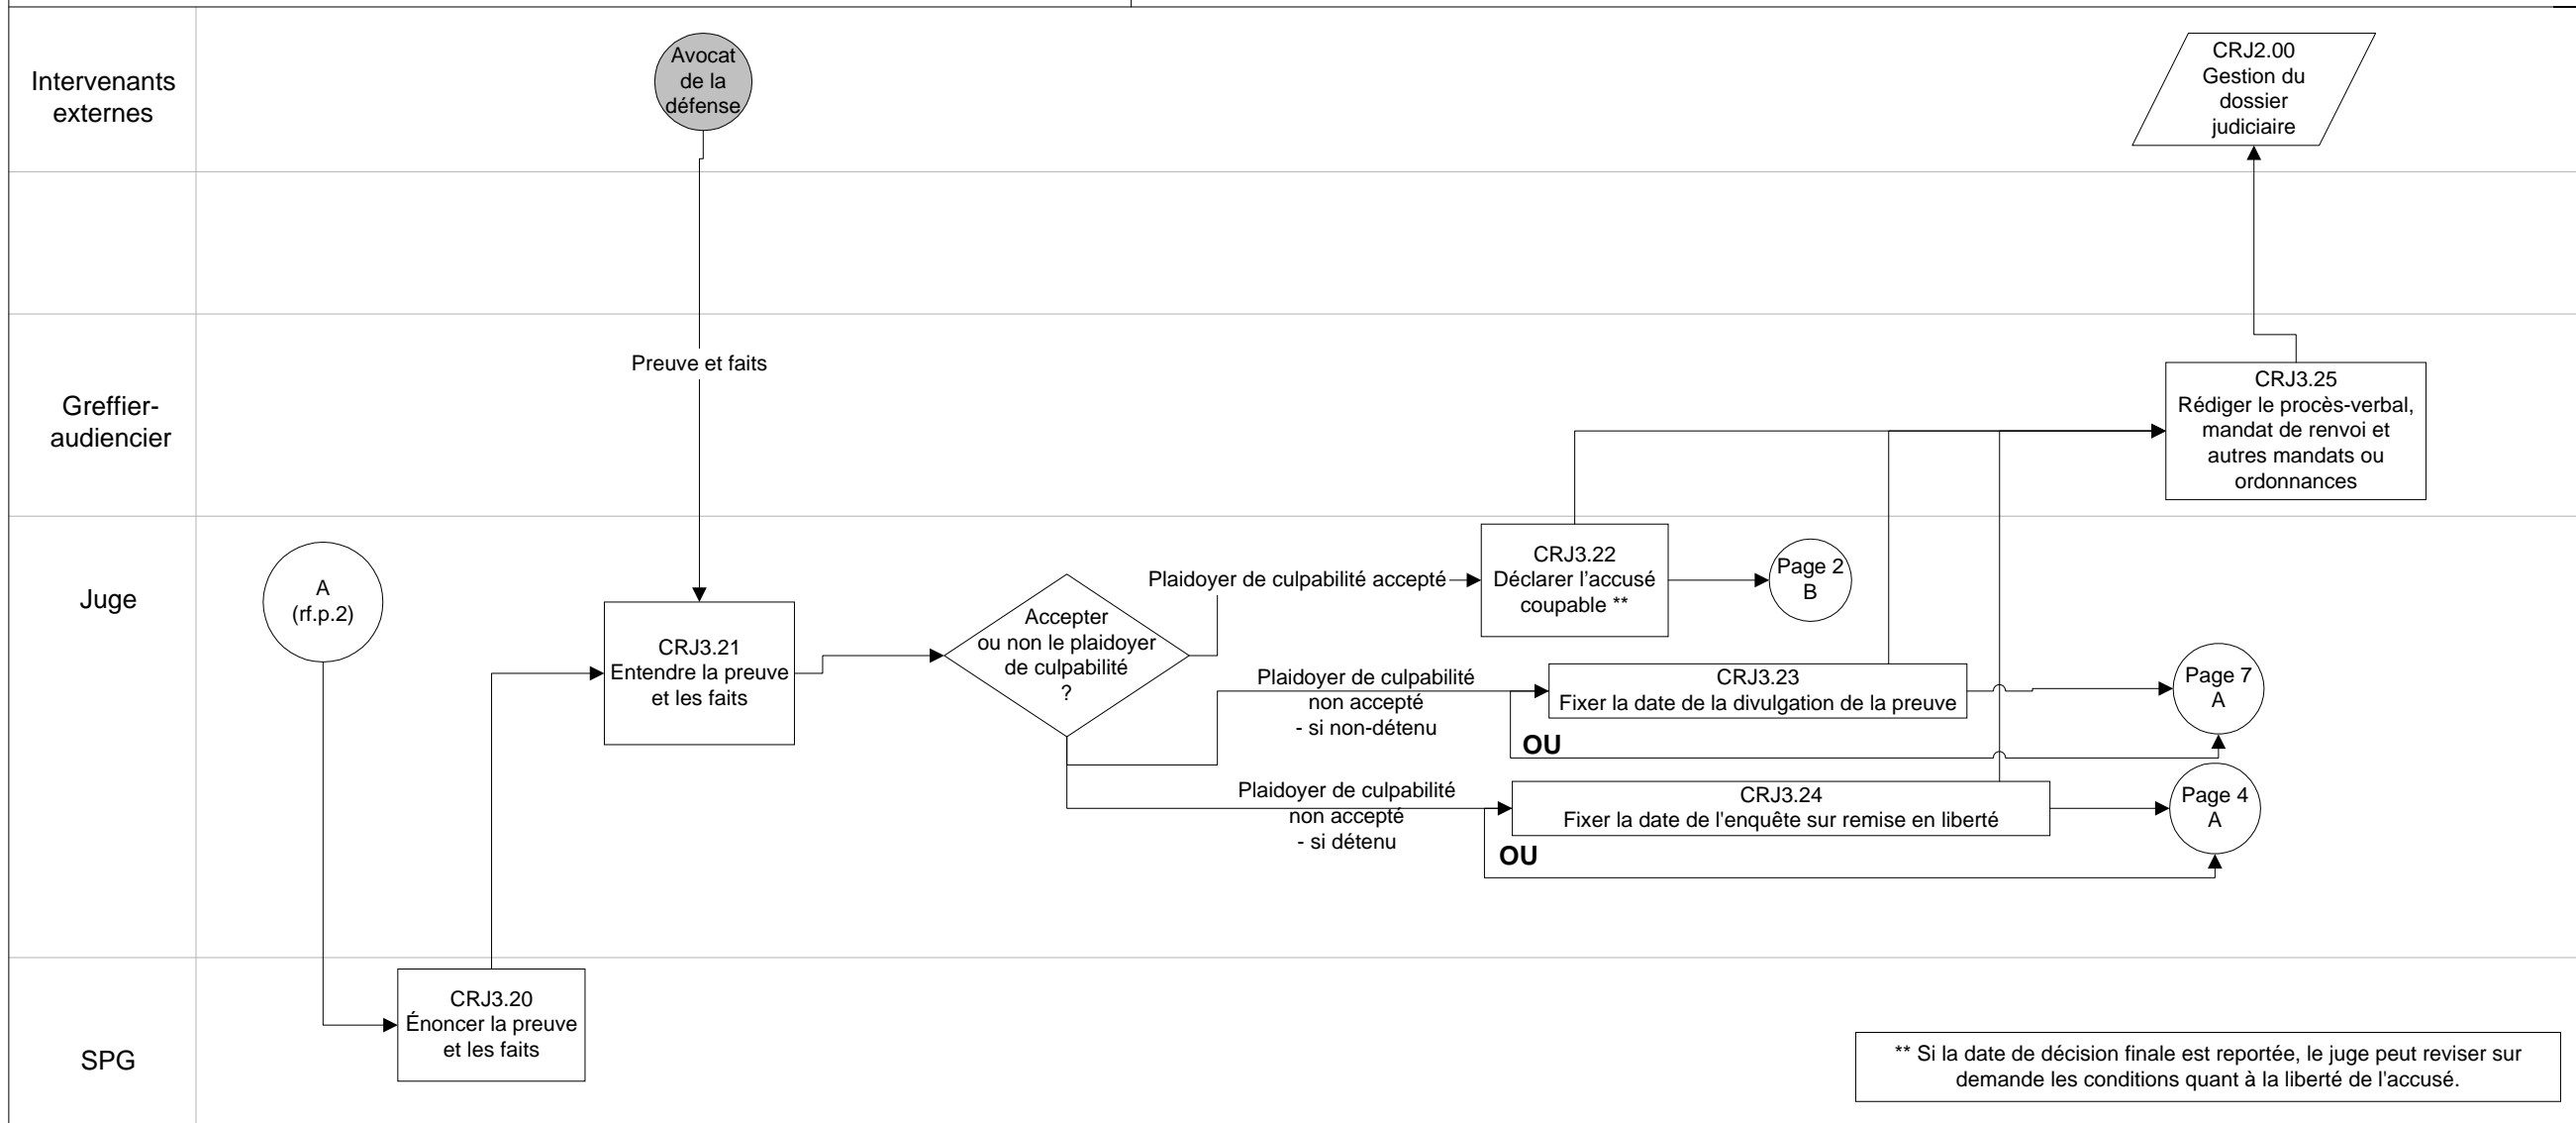 Intervenants
externes
Avocat
de la
défense
CRJ2.00
Gestion du
dossier
judiciaire
Preuve et faits
Greffier-
audiencier
CRJ3.25
Rédiger le procès-verbal,
mandat de renvoi et
autres mandats ou
ordonnances
Juge
A
(rf.p.2)
CRJ3.21
Entendre la preuve
et les faits
Accepter
ou non le plaidoyer
de culpabilité
?
Plaidoyer de culpabilité accepté
CRJ3.22
Déclarer l'accusé
coupable **
Page 2
B
Plaidoyer de culpabilité
non accepté
- si non-détenu
CRJ3.23
Fixer la date de la divulgation de la preuve
OU
Page 7
A
Plaidoyer de culpabilité
non accepté
- si détenu
CRJ3.24
Fixer la date de l'enquête sur remise en liberté
OU
Page 4
A
SPG
CRJ3.20
Énoncer la preuve
et les faits
** Si la date de décision finale est reportée, le juge peut reviser sur
demande les conditions quant à la liberté de l'accusé.